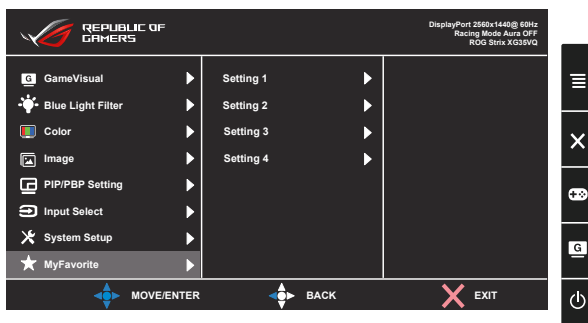 REPUBLIC OF
GAMERS
DisplayPort 2560x1440@ 60Hz
Racing Mode Aura OFF
ROG Strix XG35VQ
G GameVisual
Blue Light Filter
Color
Image
PIP/PBP Setting
Input Select
System Setup
MyFavorite
Setting 1
Setting 2
Setting 3
Setting 4
MOVE/ENTER
BACK
EXIT
G